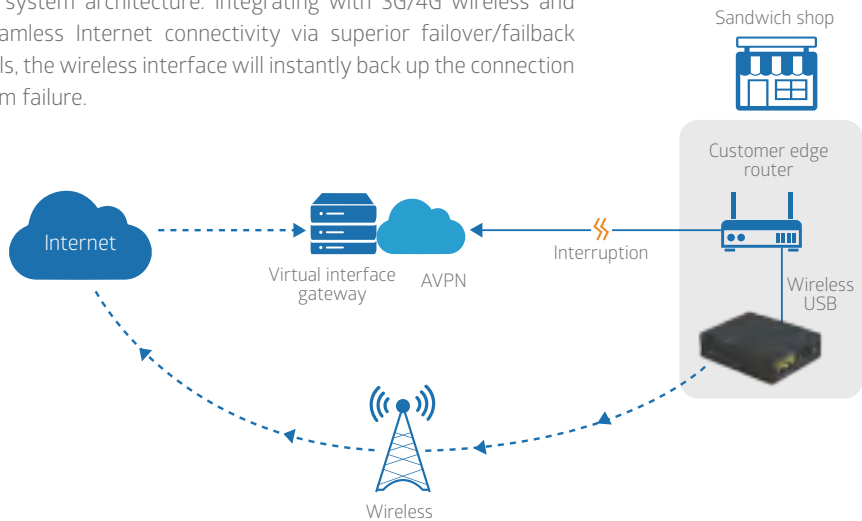 system architecture. Integrating with 3G/4G wireless and
seamless Internet connectivity via superior failover/failback
the wireless interface will instantly back up the connection
failure.
Sandwich shop
Customer edge
router
Internet
Virtual interface
gateway
AVPN
Interruption
Wireless
USB
Wireless